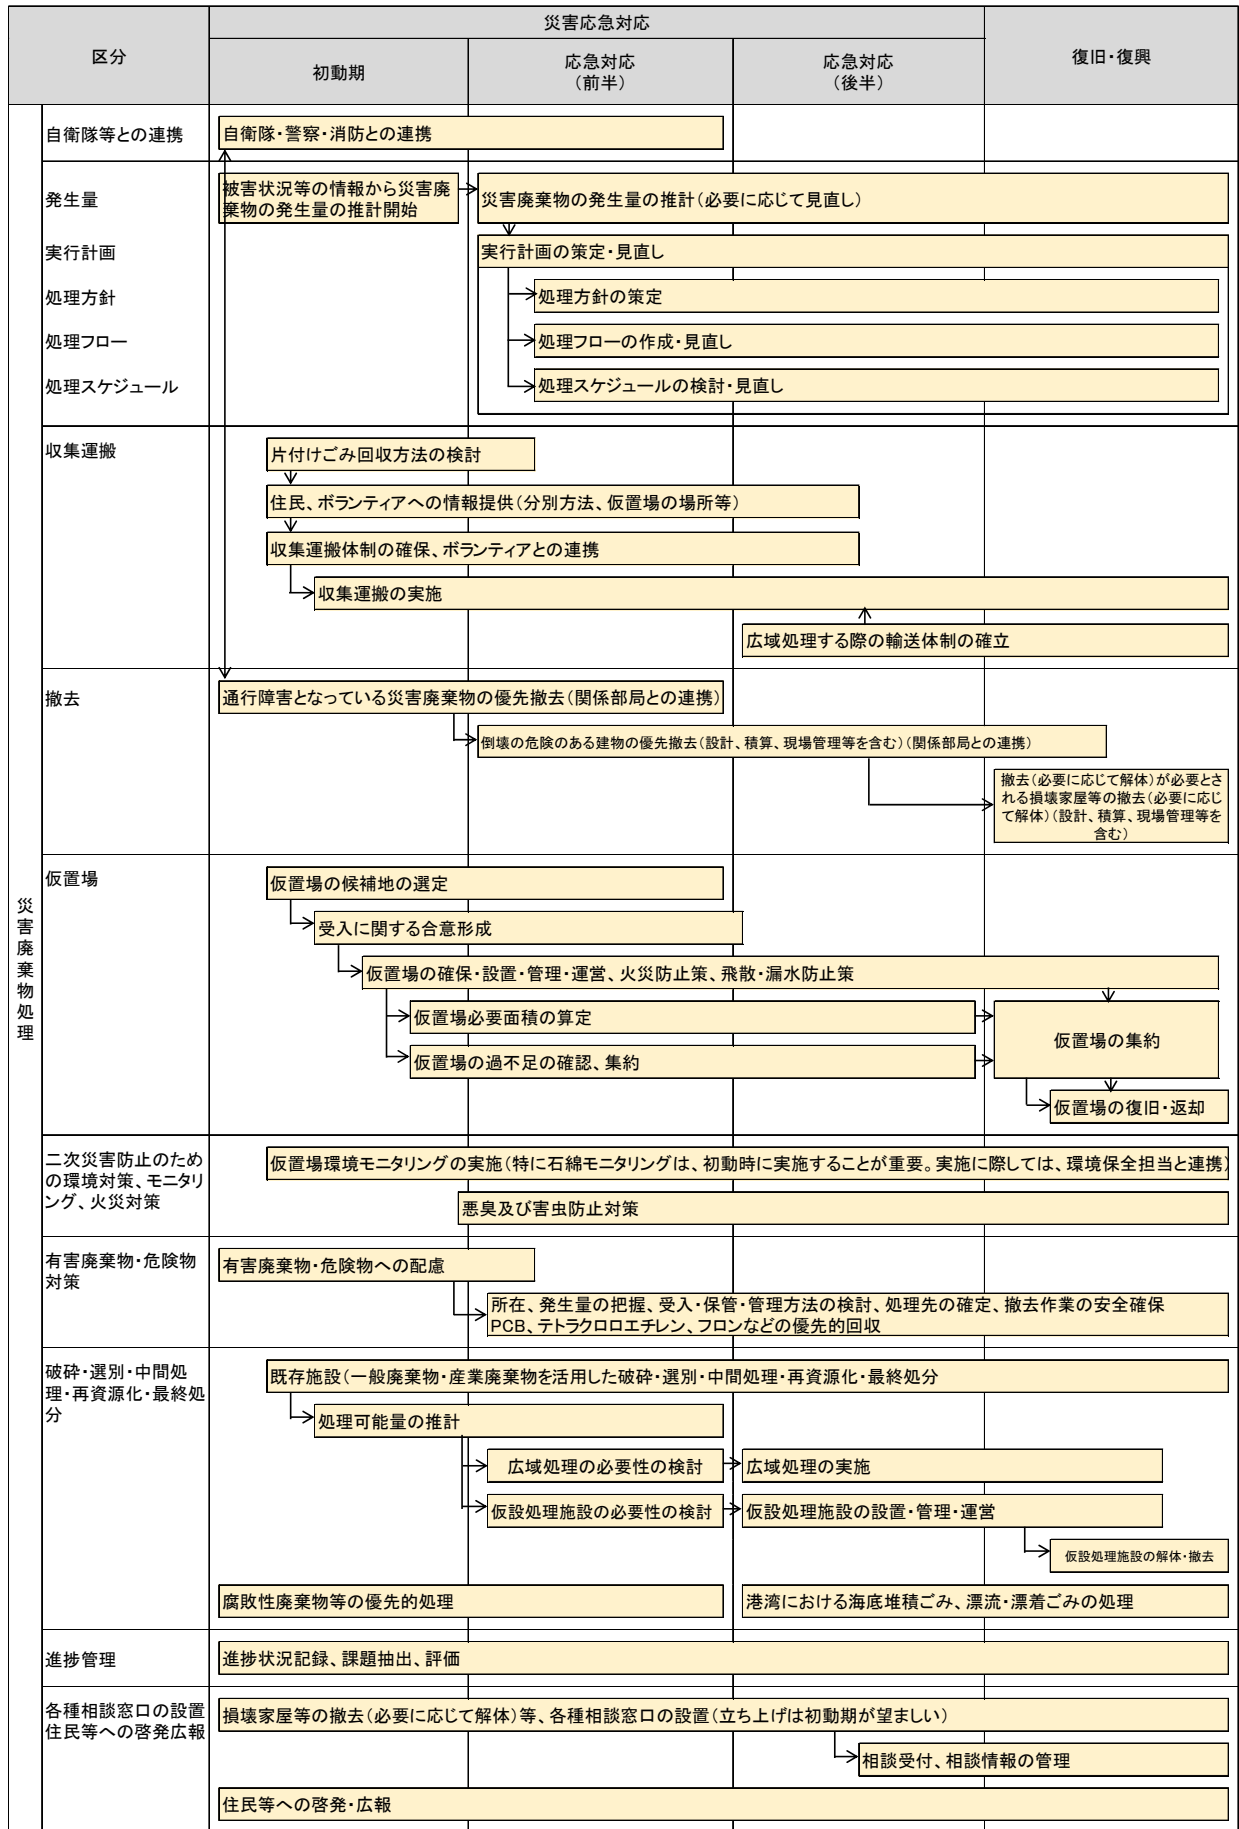 区分
災害応急対応
初動期
応急対応
（前半）
応急対応
（後半）
復旧・復興
災害廃棄物処理
自衛隊等との連携
自衛隊・警察・消防との連携
発生量
被害状況等の情報から災害廃
棄物の発生量の推計開始
災害廃棄物の発生量の推計（必要に応じて見直し）
実行計画
実行計画の策定・見直し
処理方針
処理方針の策定
処理フロー
処理フローの作成・見直し
処理スケジュール
処理スケジュールの検討・見直し
収集運搬
片付けごみ回収方法の検討
住民、ボランティアへの情報提供（分別方法、仮置場の場所等）
収集運搬体制の確保、ボランティアとの連携
収集運搬の実施
広域処理する際の輸送体制の確立
撤去
通行障害となっている災害廃棄物の優先撤去（関係部局との連携）
倒壊の危険のある建物の優先撤去（設計、積算、現場管理等を含む）（関係部局との連携）
撤去（必要に応じて解体）が必要とさ
れる損壊家屋等の撤去（必要に応じ
て解体）（設計、積算、現場管理等を
含む）
仮置場
仮置場の候補地の選定
受入に関する合意形成
仮置場の確保・設置・管理・運営、火災防止策、飛散・漏水防止策
仮置場必要面積の算定
仮置場の過不足の確認、集約
仮置場の集約
仮置場の復旧・返却
二次災害防止のため
の環境対策、モニタリ
ング、火災対策
仮置場環境モニタリングの実施（特に石綿モニタリングは、初動時に実施することが重要。実施に際しては、環境保全担当と連携）
悪臭及び害虫防止対策
有害廃棄物・危険物
対策
有害廃棄物・危険物への配慮
所在、発生量の把握、受入・保管・管理方法の検討、処理先の確定、撤去作業の安全確保
PCB、テトラクロロエチレン、フロンなどの優先的回収
破砕・選別・中間処
理・再資源化・最終処
分
既存施設（一般廃棄物・産業廃棄物を活用した破砕・選別・中間処理・再資源化・最終処分
処理可能量の推計
広域処理の必要性の検討
広域処理の実施
仮設処理施設の必要性の検討
仮設処理施設の設置・管理・運営
仮設処理施設の解体・撤去
腐敗性廃棄物等の優先的処理
港湾における海底堆積ごみ、漂流・漂着ごみの処理
進捗管理
進捗状況記録、課題抽出、評価
各種相談窓口の設置
住民等への啓発広報
損壊家屋等の撤去（必要に応じて解体）等、各種相談窓口の設置（立ち上げは初動期が望ましい）
相談受付、相談情報の管理
住民等への啓発・広報